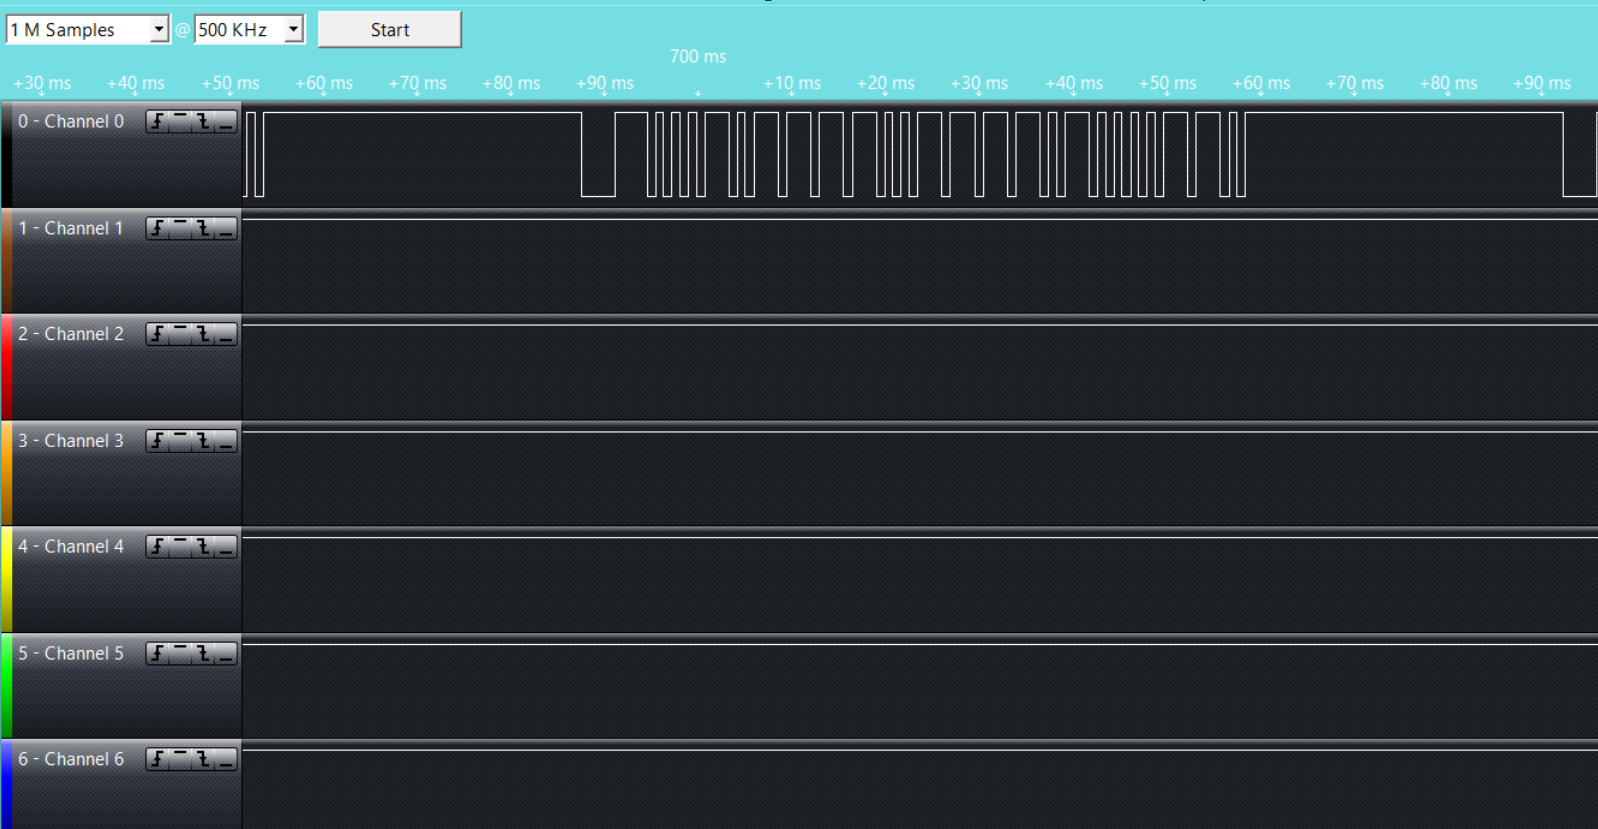 1 M Samples @ 500 KHz Start
700 ms
+30 ms +40 ms +50 ms +60 ms +70 ms +80 ms +90 ms +10 ms +20 ms +30 ms +40 ms +50 ms +60 ms +70 ms +80 ms +90 ms
0 - Channel 0
1 - Channel 1
2 - Channel 2
3 - Channel 3
4 - Channel 4
5 - Channel 5
6 - Channel 6